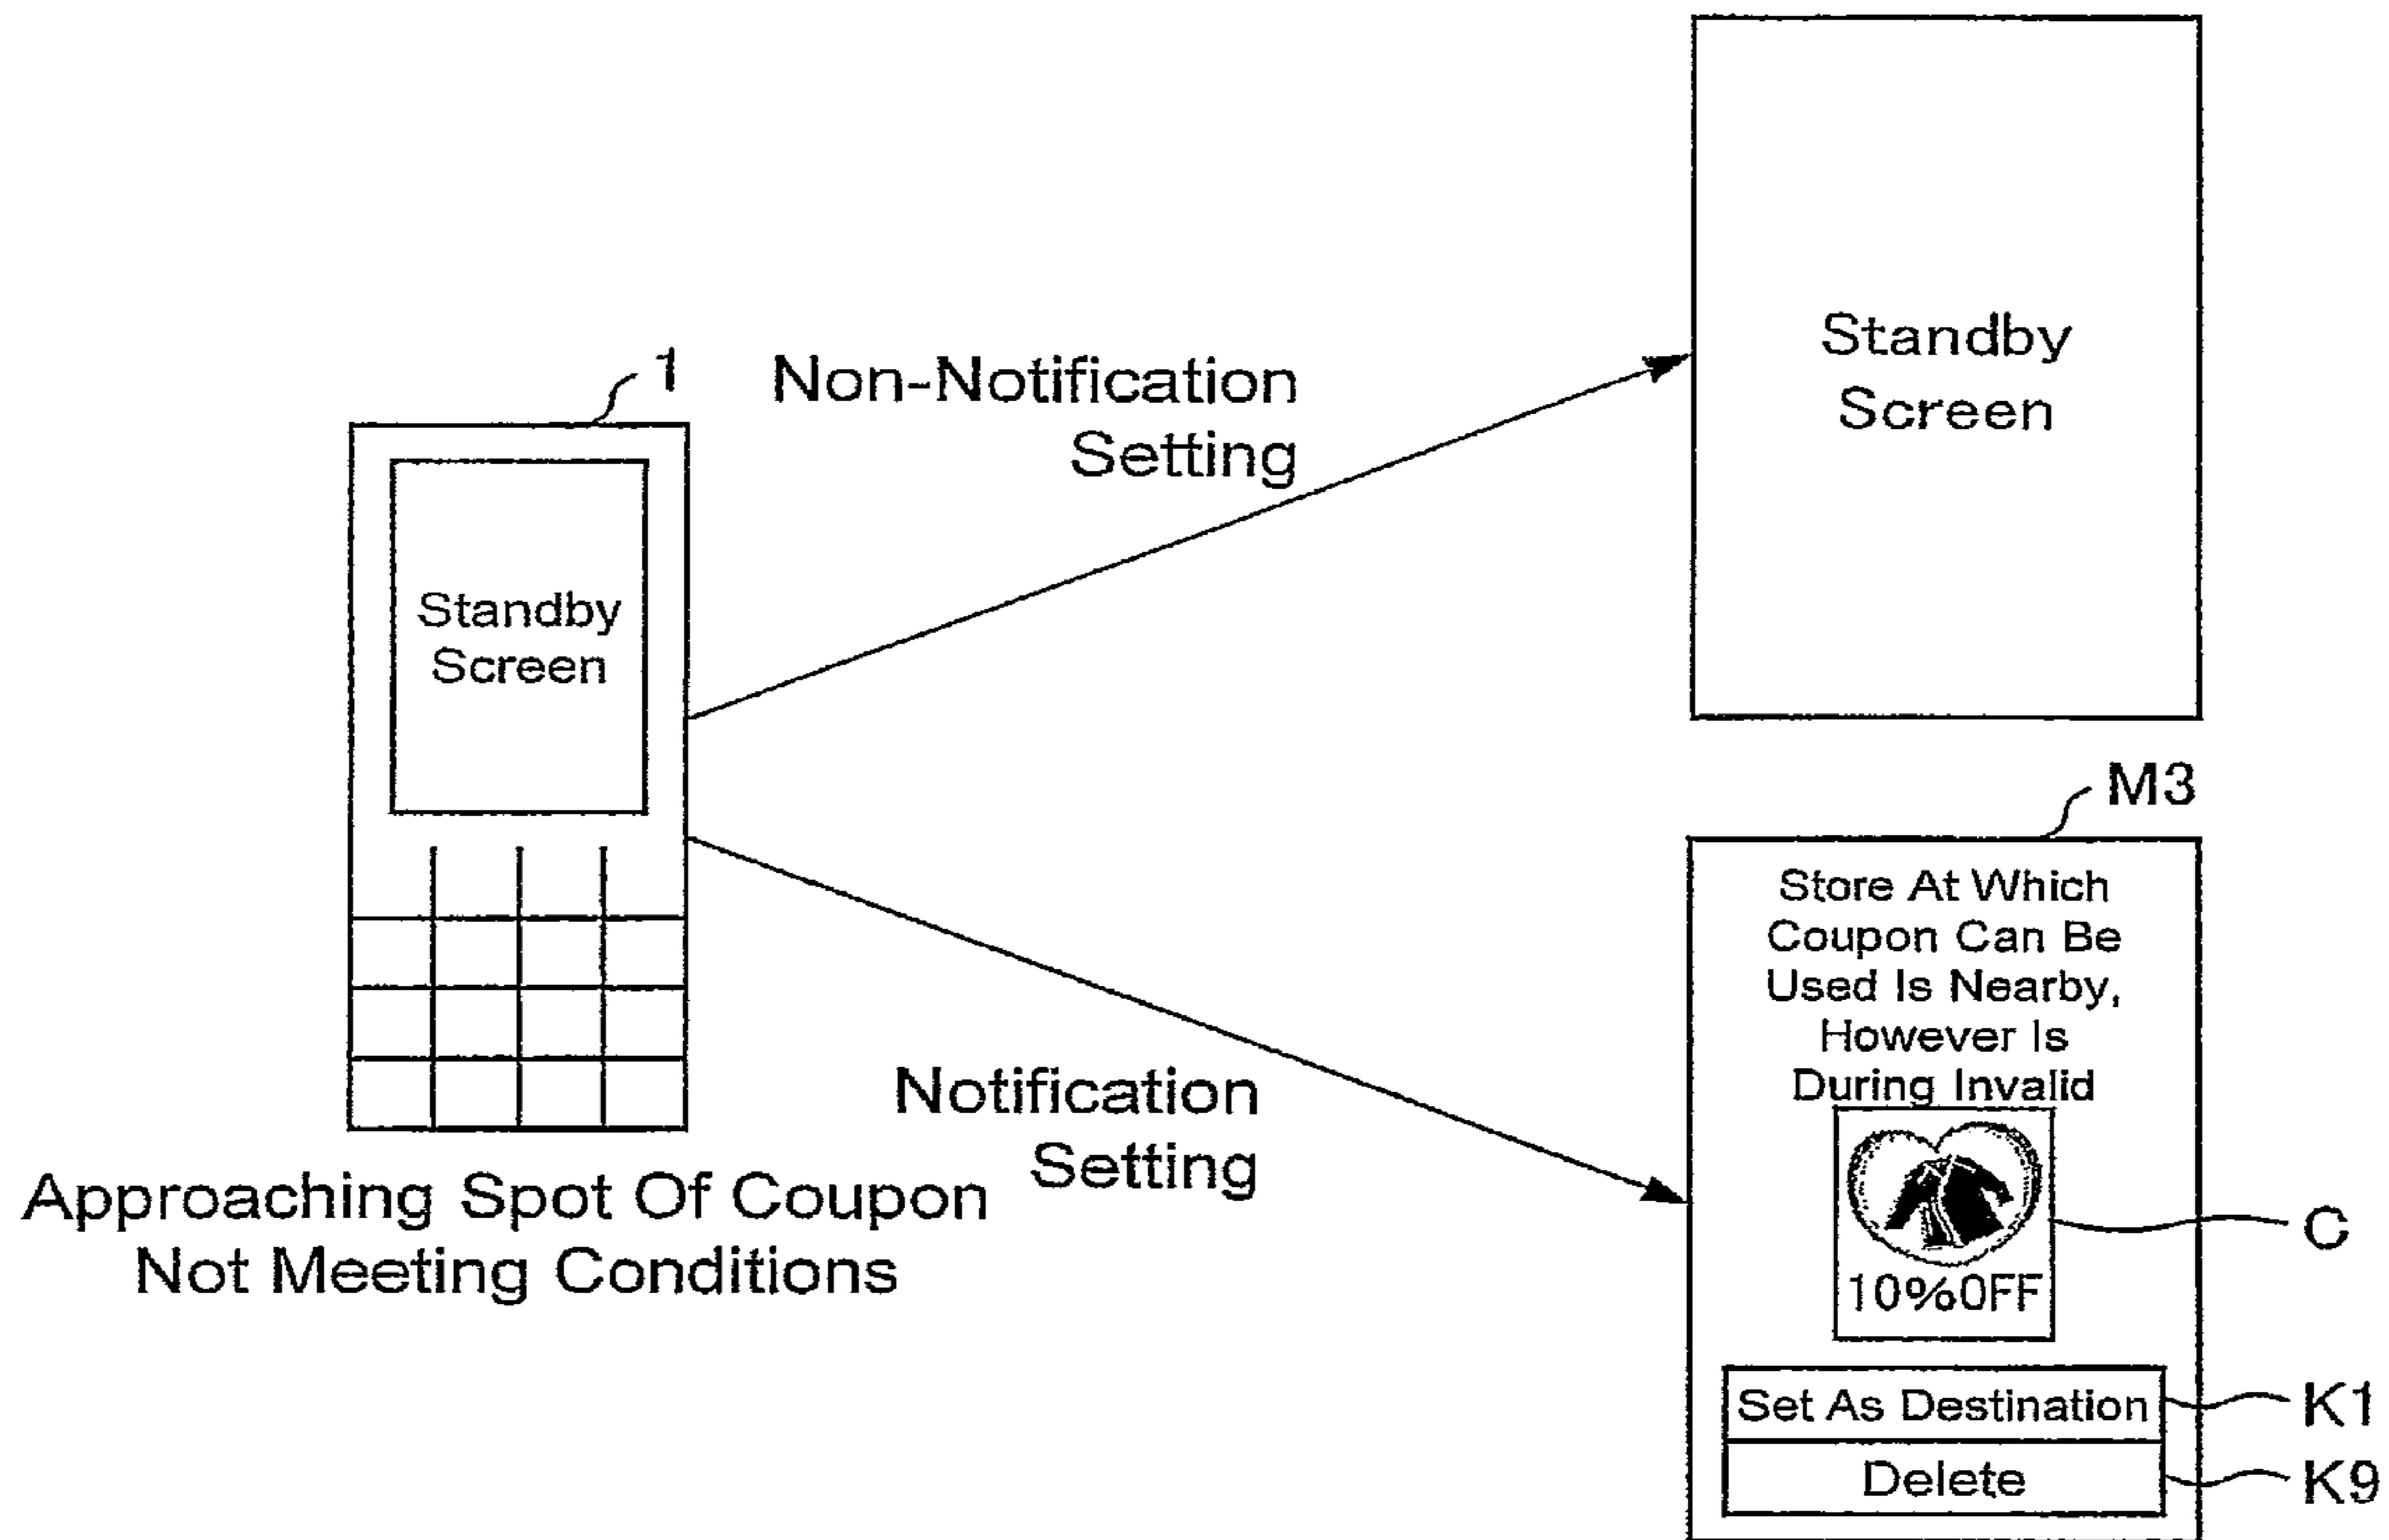 1
Standby
Screen
Approaching Spot Of Coupon
Not Meeting Conditions
Non-Notification
Setting
Notification
Setting
Standby
Screen
M3
Store At Which
Coupon Can Be
Used Is Nearby,
However Is
During Invalid
10%OFF
C
Set As Destination
K1
Delete
K9